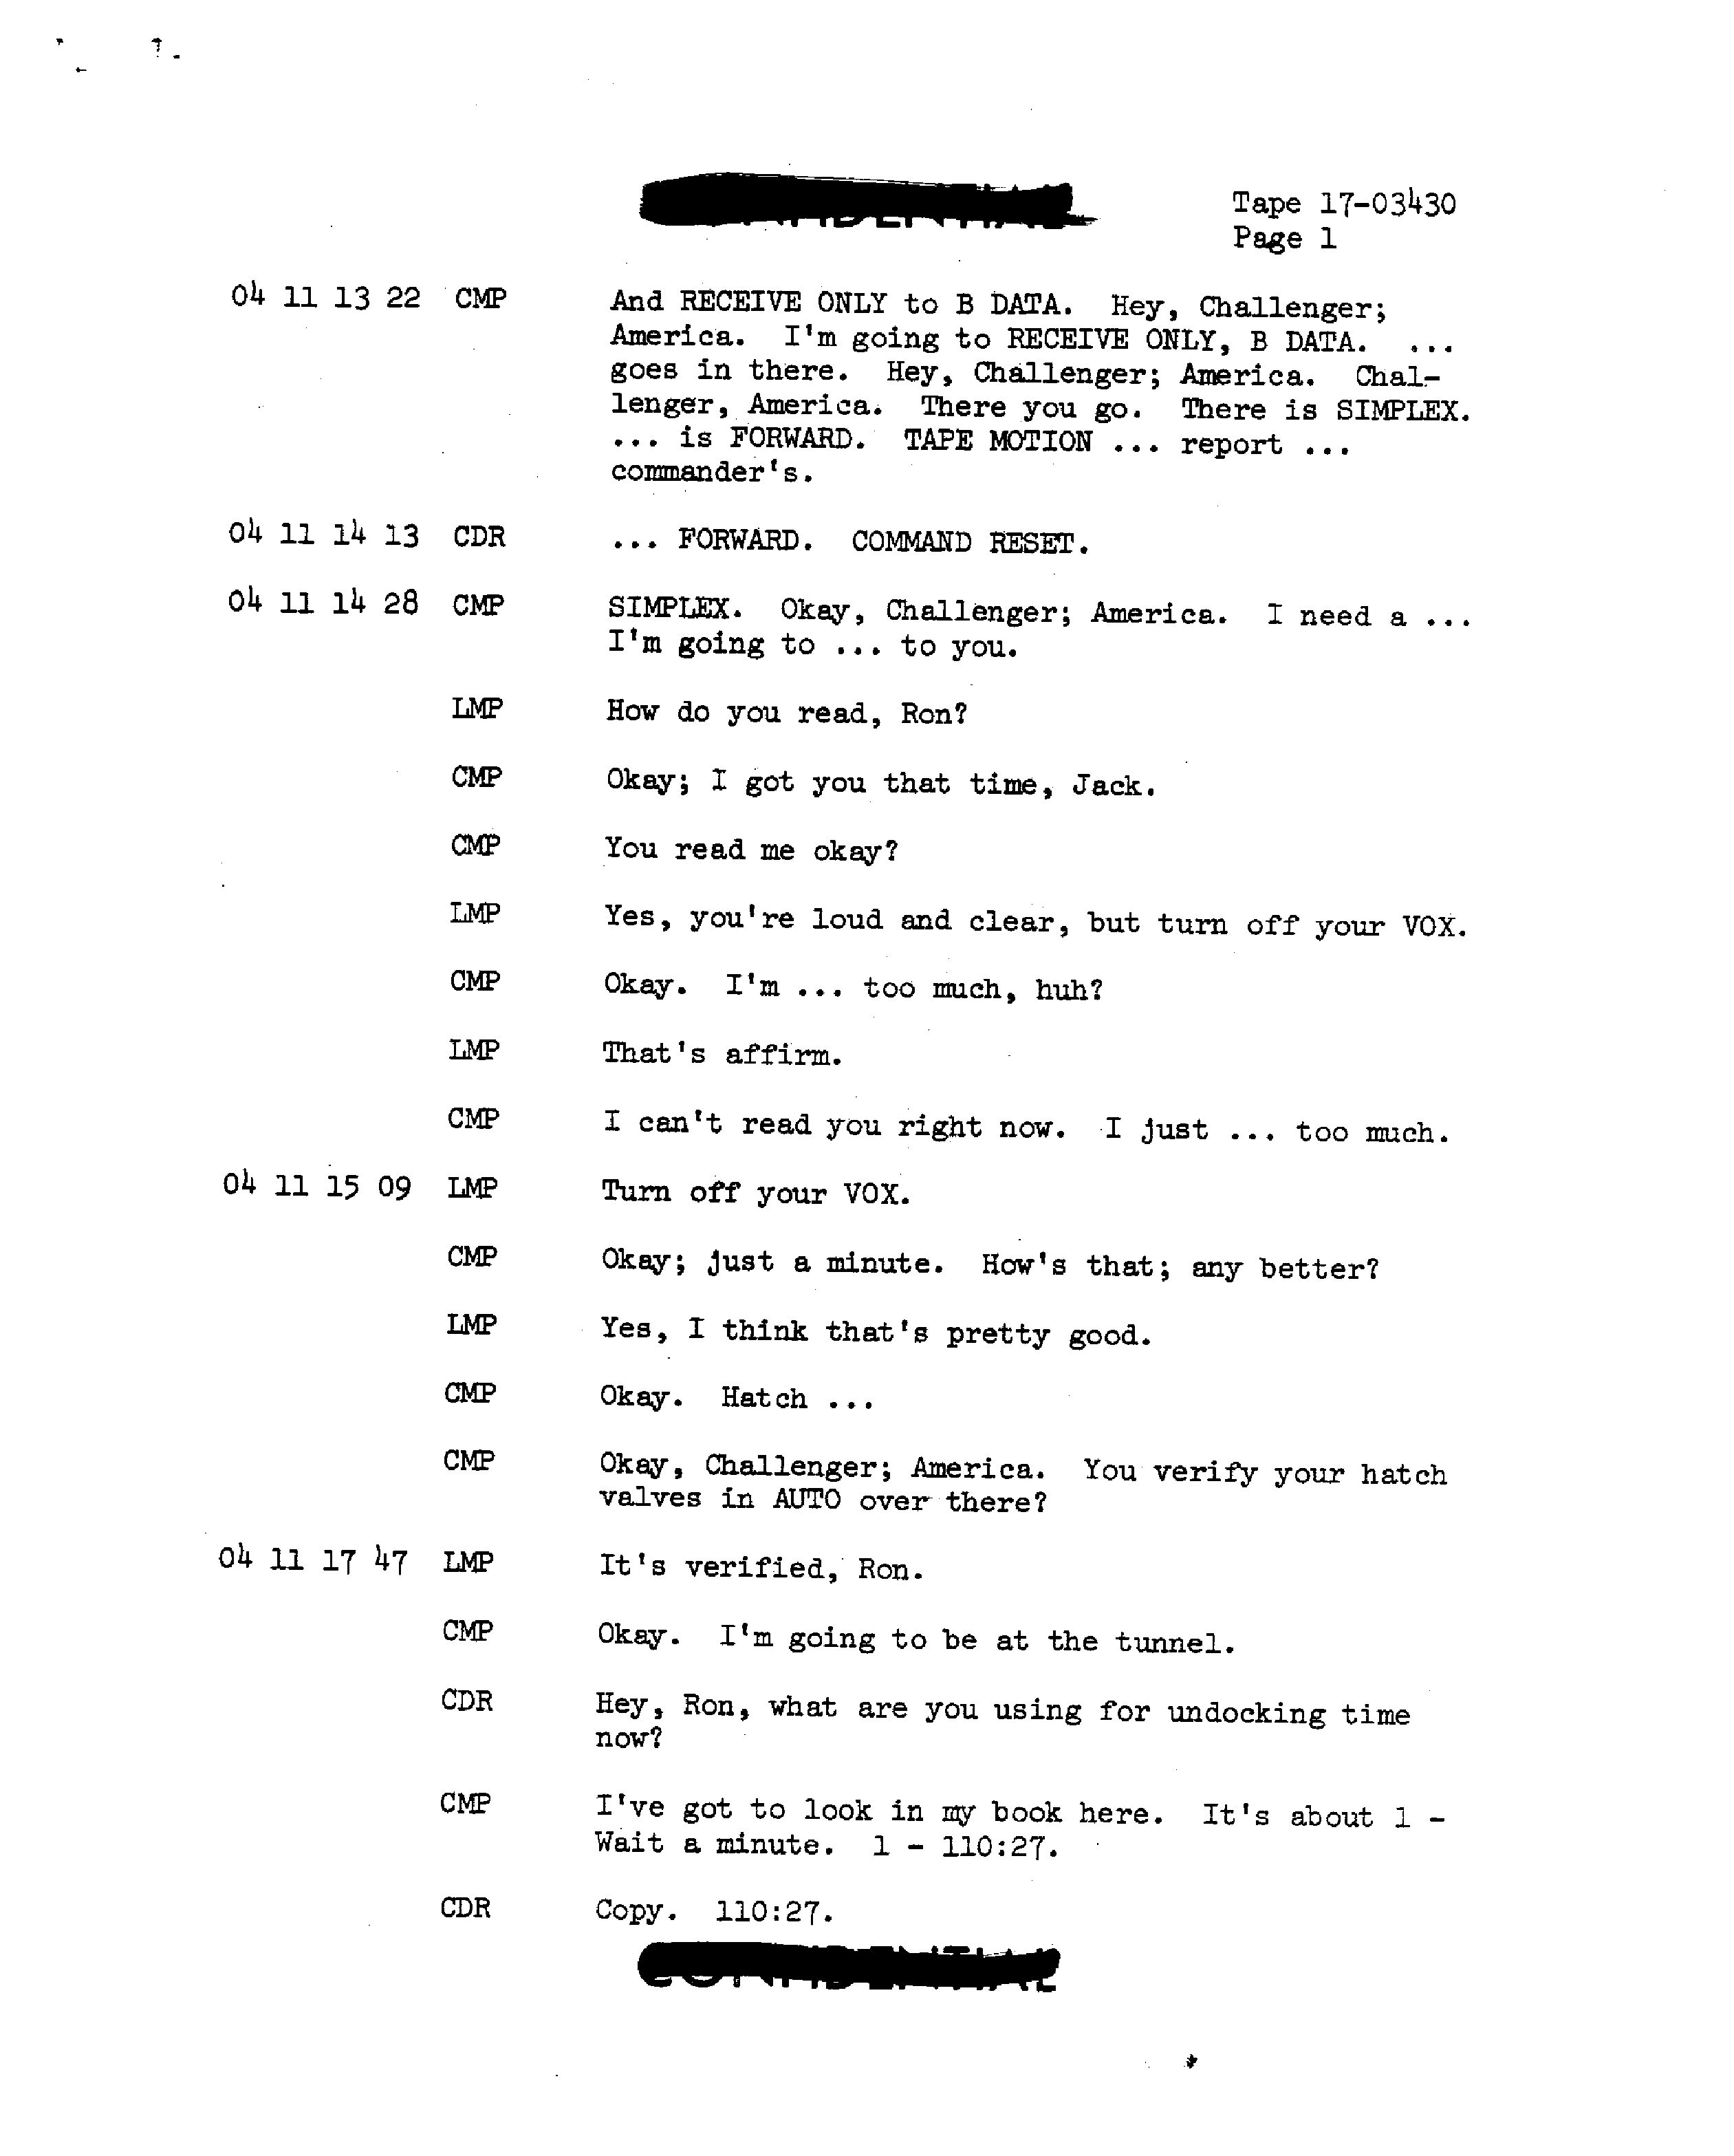 Tape 17-03430
Page 1
04 11 13 22 CMP And RECEIVE ONLY to B DATA. Hey, Challenger;
America. I'm going to RECEIVE ONLY, B DATA. ...
goes in there. Hey, Challenger; America. Chal-
lenger, America. There you go. There is SIMPLEX.
... is FORWARD. TAPE MOTION ... report ...
commander's.
04 11 14 13 CDR ... FORWARD. COMMAND RESET.
04 11 14 28 CMP SIMPLEX. Okay, Challenger; America. I need a ...
I'm going to ... to you.
LMP How do you read, Ron?
CMP Okay; I got you that time, Jack.
CMP You read me okay?
LMP Yes, you're loud and clear, but turn off your VOX.
CMP Okay. I'm ... too much, huh?
LMP That's affirm.
CMP I can't read you right now. I just ... too much.
04 11 15 09 LMP Turn off your VOX.
CMP Okay; just a minute. How's that; any better?
LMP Yes, I think that's pretty good.
CMP Okay. Hatch ...
CMP Okay, Challenger; America. You verify your hatch
valves in AUTO over there?
04 11 17 47 LMP It's verified, Ron.
CMP Okay. I'm going to be at the tunnel.
CDR Hey, Ron, what are you using for undocking time
now?
CMP I've got to look in my book here. It's about 1 -
Wait a minute. 1 - 110:27.
CDR Copy. 110:27.